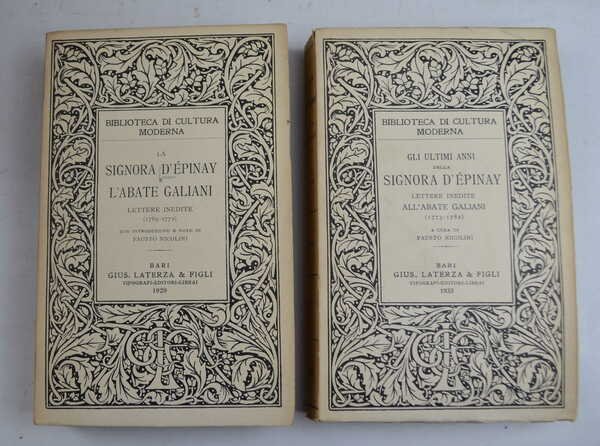 BIBLIOTECA DI CULTURA
MODERNA
LA
SIGNORA D'ÉPINAY
E
L'ABATE GALIANI
LETTERE INEDITE
(1769-1772)
CON INTRODUZIONE E NOTE DI
FAUSTO NICOLINI
BARI
GIUS. LATERZA & FIGLI
TIPOGRAFI-EDITORI-LIBRAI
1929
BIBLIOTECA DI CULTURA
MODERNA
GLI ULTIMI ANNI
DELLA
SIGNORA D'ÉPINAY
LETTERE INEDITE
ALL'ABATE GALIANI
(1773-1782)
A CURA DI
FAUSTO NICOLINI
BARI
GIUS. LATERZA & FIGLI
TIPOGRAFI-EDITORI-LIBRAI
1933